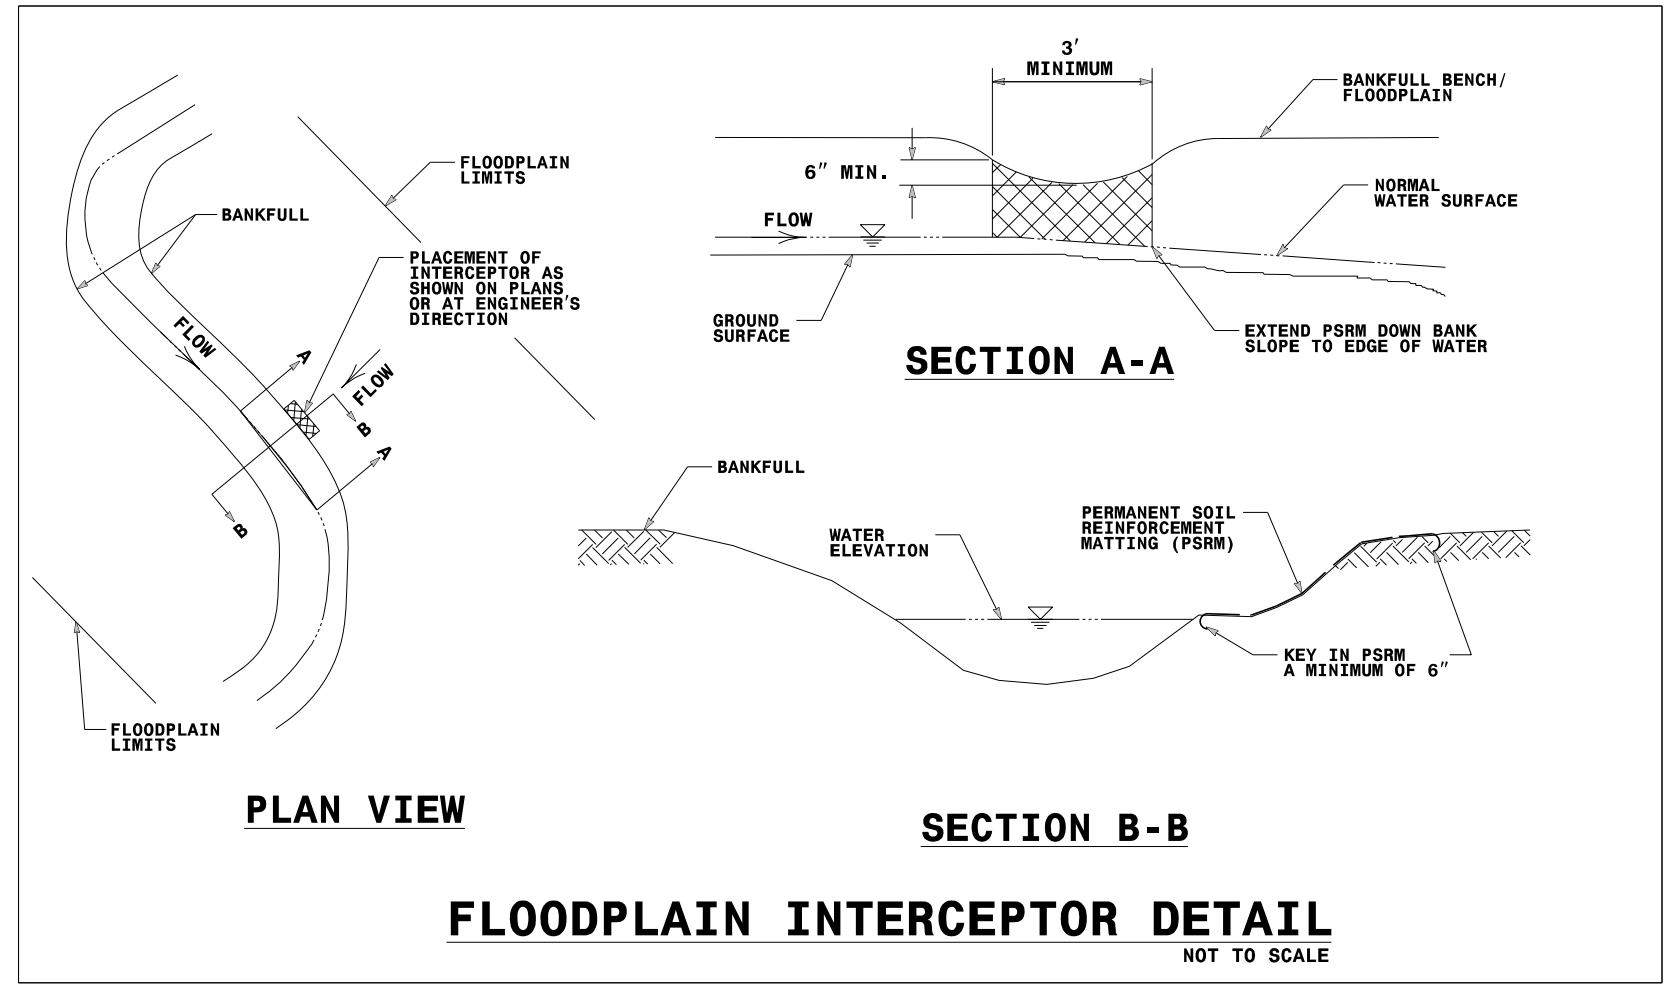 FLOODPLAIN
LIMITS
BANKFULL
PLACEMENT OF
INTERCEPTOR AS
SHOWN ON PLANS
OR AT ENGINEER'S
DIRECTION
FLOW
A
FLOW
B
A
B
FLOODPLAIN
LIMITS
PLAN VIEW
3'
MINIMUM
BANKFULL BENCH/
FLOODPLAIN
6" MIN.
NORMAL
WATER SURFACE
FLOW
GROUND
SURFACE
EXTEND PSRM DOWN BANK
SLOPE TO EDGE OF WATER
SECTION A-A
BANKFULL
WATER
ELEVATION
PERMANENT SOIL
REINFORCEMENT
MATTING (PSRM)
KEY IN PSRM
A MINIMUM OF 6"
SECTION B-B
FLOODPLAIN INTERCEPTOR DETAIL
NOT TO SCALE